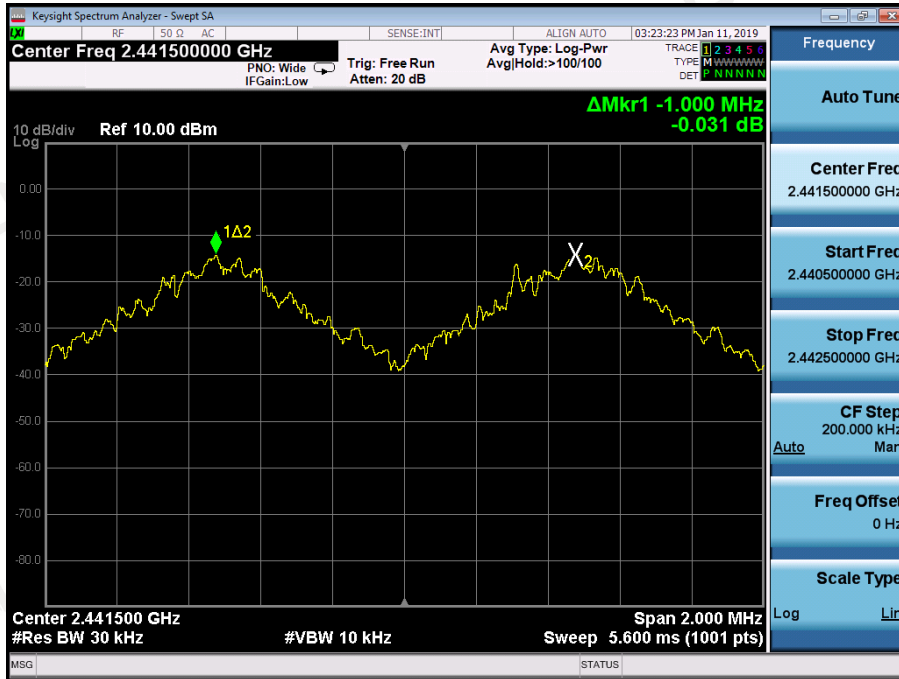 Keysight Spectrum Analyzer - Swept SA
LXI RF 50 Ω AC SENSE:INT ALIGN AUTO 03:23:23 PM Jan 11, 2019
Center Freq 2.441500000 GHz
PNO: Wide
IFGain:Low
Trig: Free Run
Atten: 20 dB
Avg Type: Log-Pwr
Avg|Hold:>100/100
TRACE 1 2 3 4 5 6
TYPE M WWWWW
DET P N N N N N
ΔMkr1 -1.000 MHz
-0.031 dB
10 dB/div Ref 10.00 dBm
Log
0.00
-10.0
-20.0
-30.0
-40.0
-50.0
-60.0
-70.0
-80.0
1Δ2
X2
Center 2.441500 GHz
Span 2.000 MHz
#Res BW 30 kHz
#VBW 10 kHz
Sweep 5.600 ms (1001 pts)
MSG
STATUS
Frequency
Auto Tune
Center Freq
2.441500000 GHz
Start Freq
2.440500000 GHz
Stop Freq
2.442500000 GHz
CF Step
200.000 kHz
Auto Man
Freq Offset
0 Hz
Scale Type
Log Lin